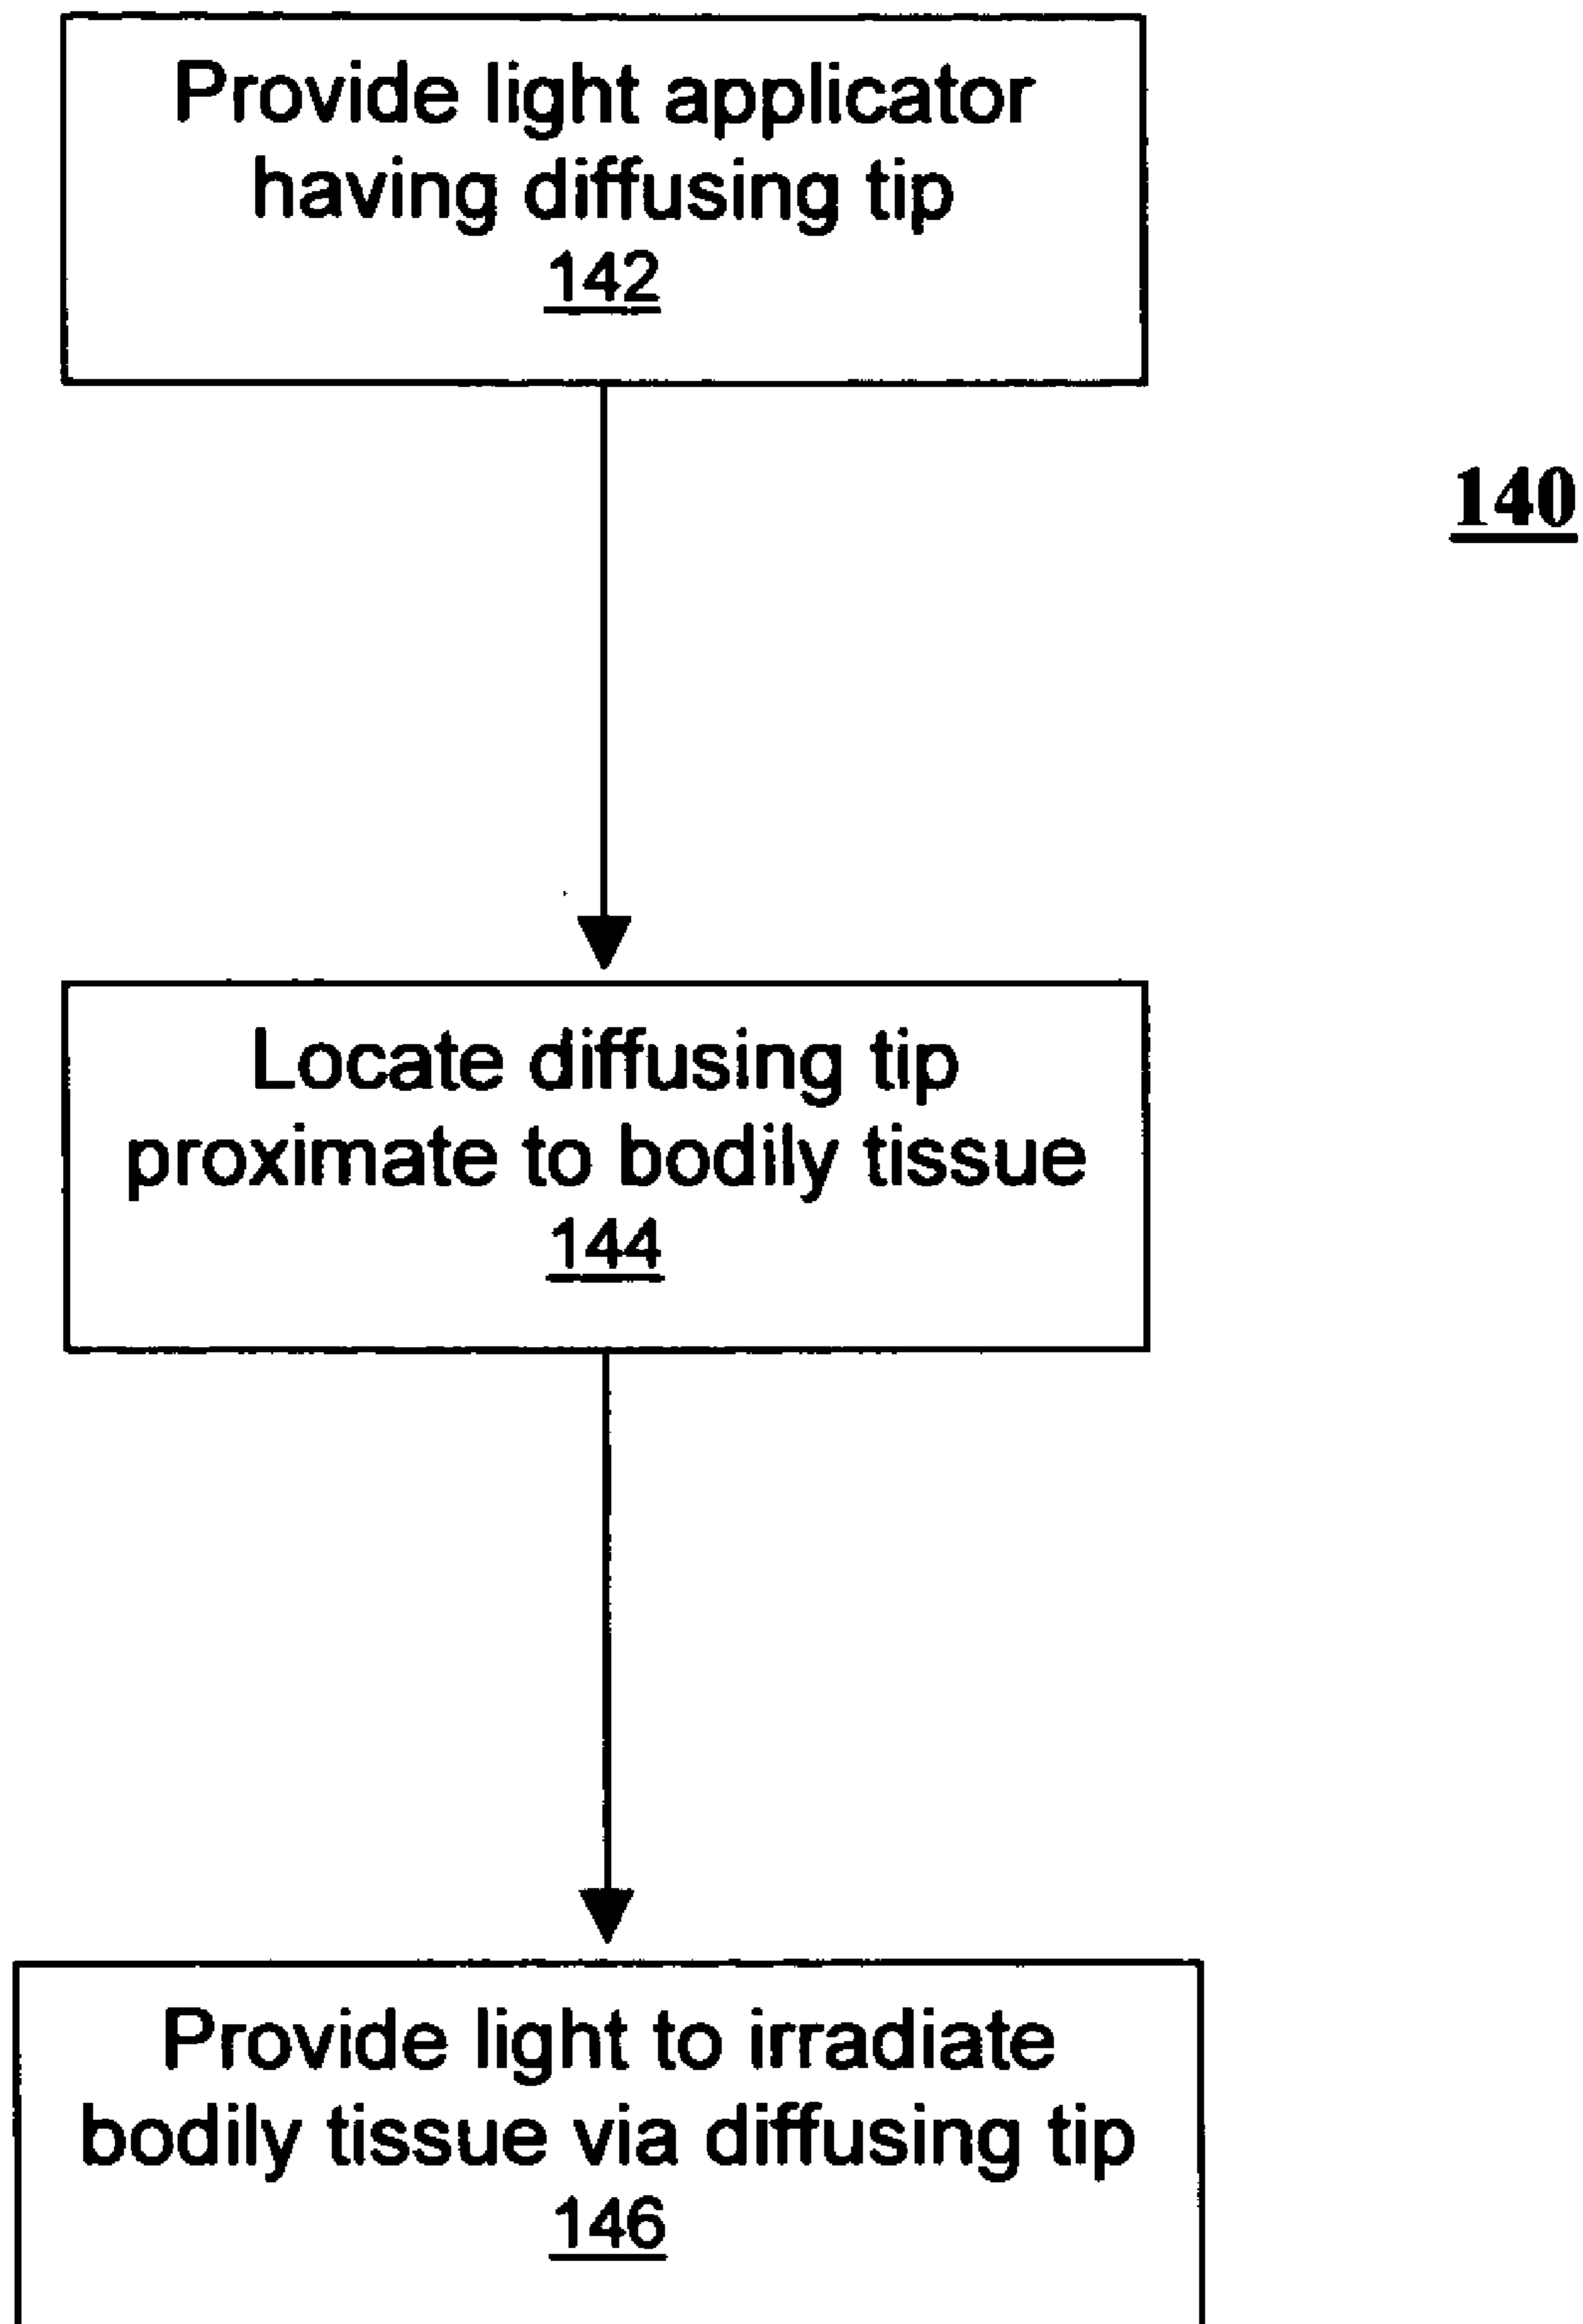 Provide light applicator
having diffusing tip
142
140
Locate diffusing tip
proximate to bodily tissue
144
Provide light to irradiate
bodily tissue via diffusing tip
146